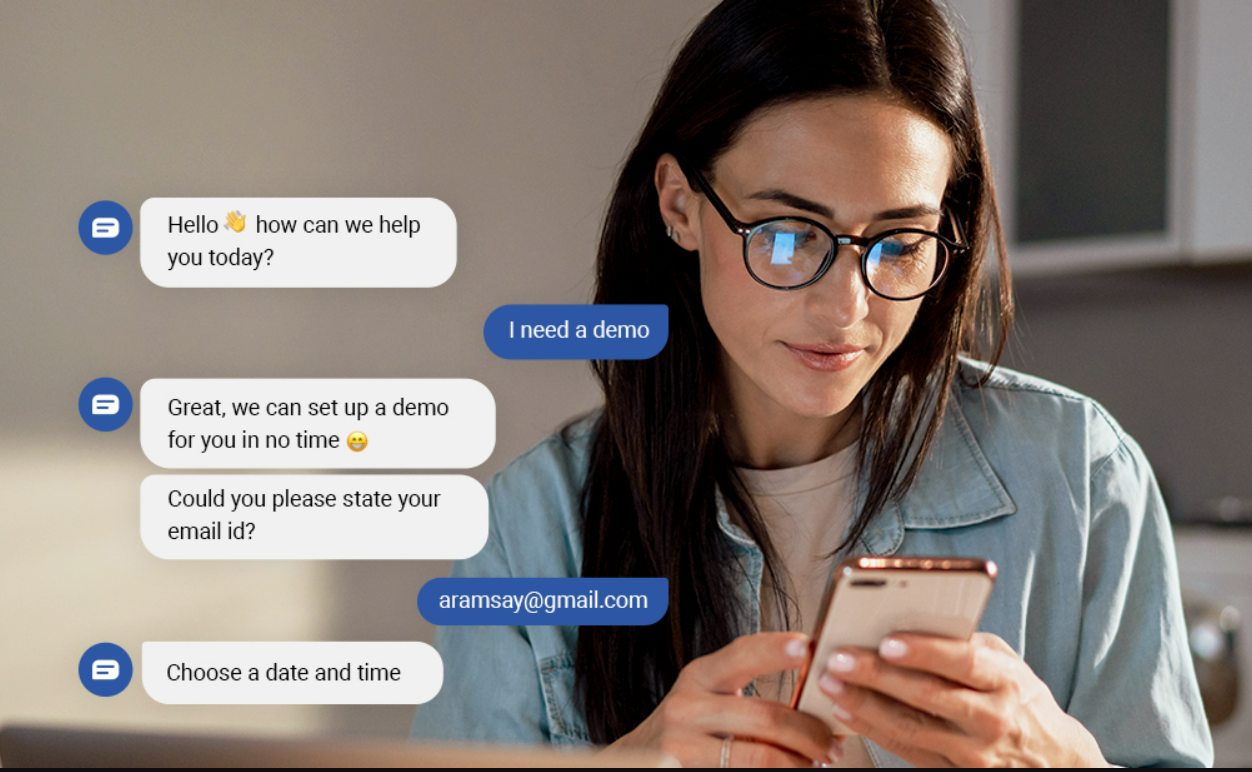 Hello 👋 how can we help
you today?
I need a demo
Great, we can set up a demo
for you in no time 😁
Could you please state your
email id?
aramsay@gmail.com
Choose a date and time